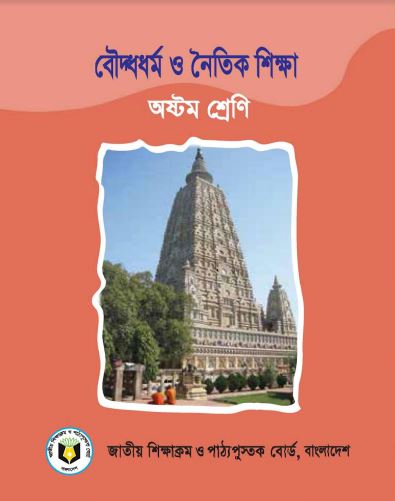 বৌদ্ধধর্ম ও নৈতিক শিক্ষা
অষ্টম শ্রেণি
জাতীয় শিক্ষাক্রম ও পাঠ্যপুস্তক বোর্ড, বাংলাদেশ